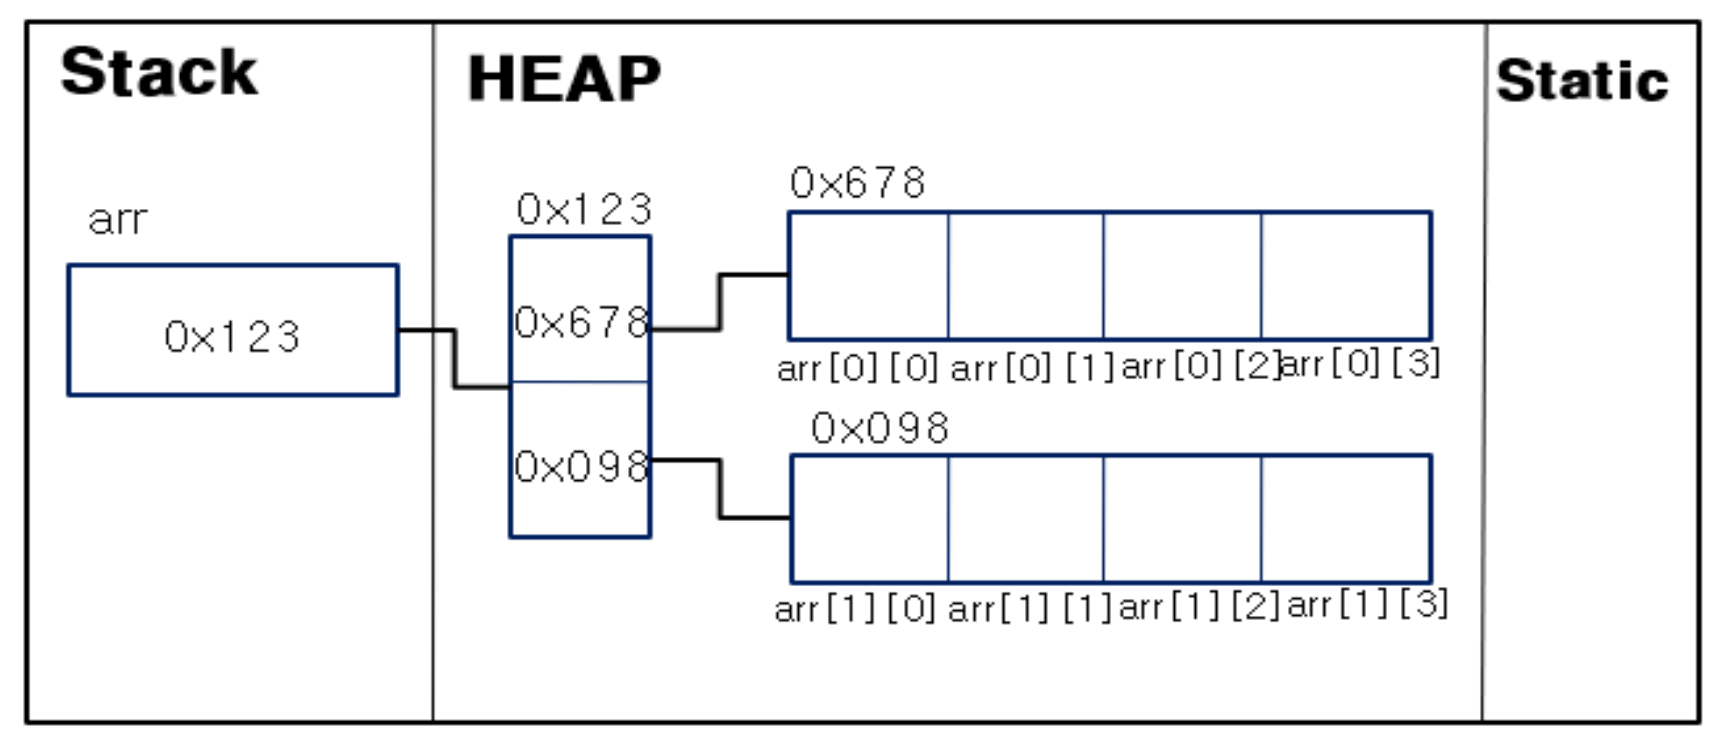 Stack
HEAP
Static
arr
0x123
0x123
0x678
0x098
0x678
arr[0][0] arr[0][1] arr[0][2] arr[0][3]
0x098
arr[1][0] arr[1][1] arr[1][2] arr[1][3]